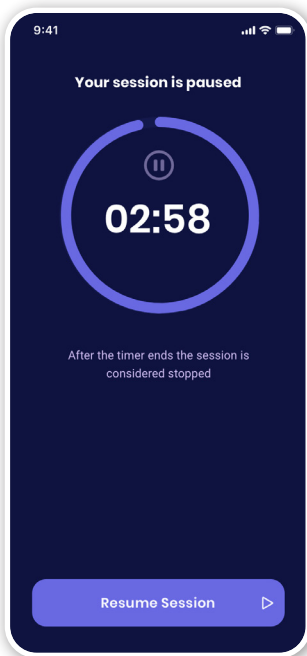 9:41
Your session is paused
02:58
After the timer ends the session is
considered stopped
Resume Session